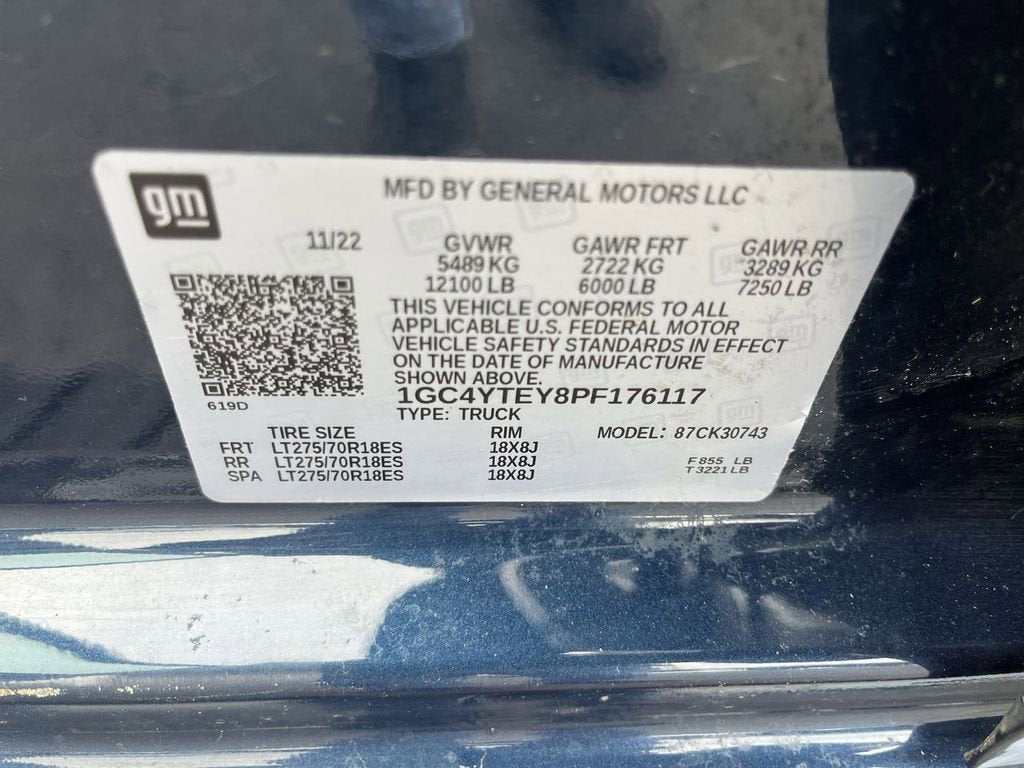 gm
MFD BY GENERAL MOTORS LLC
11/22 GVWR GAWR FRT GAWR RR
5489 KG 2722 KG 3289 KG
12100 LB 6000 LB 7250 LB
THIS VEHICLE CONFORMS TO ALL
APPLICABLE U.S. FEDERAL MOTOR
VEHICLE SAFETY STANDARDS IN EFFECT
ON THE DATE OF MANUFACTURE
SHOWN ABOVE.
1GC4YTEY8PF176117
619D
TYPE: TRUCK
TIRE SIZE RIM MODEL: 87CK30743
FRT LT275/70R18ES 18X8J
RR LT275/70R18ES 18X8J
SPA LT275/70R18ES 18X8J
F 855 LB
T 3221 LB